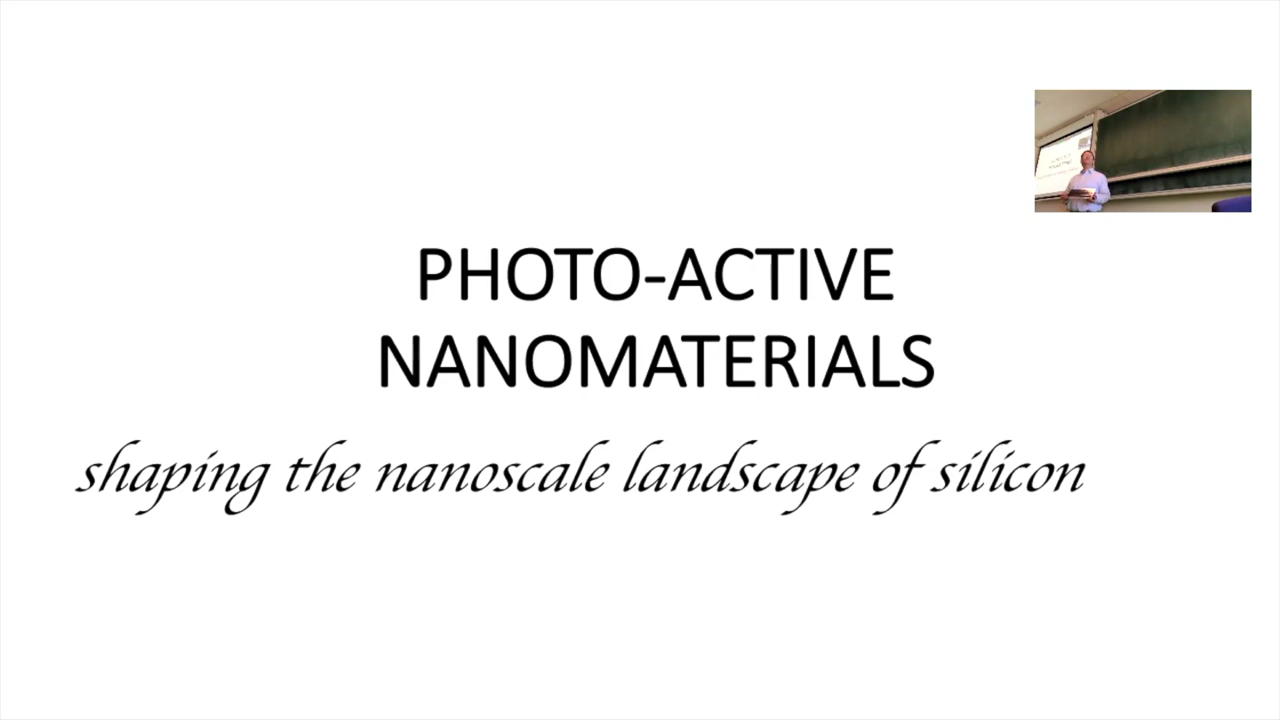 PHOTO-ACTIVE
NANOMATERIALS
shaping the nanoscale landscape of silicon